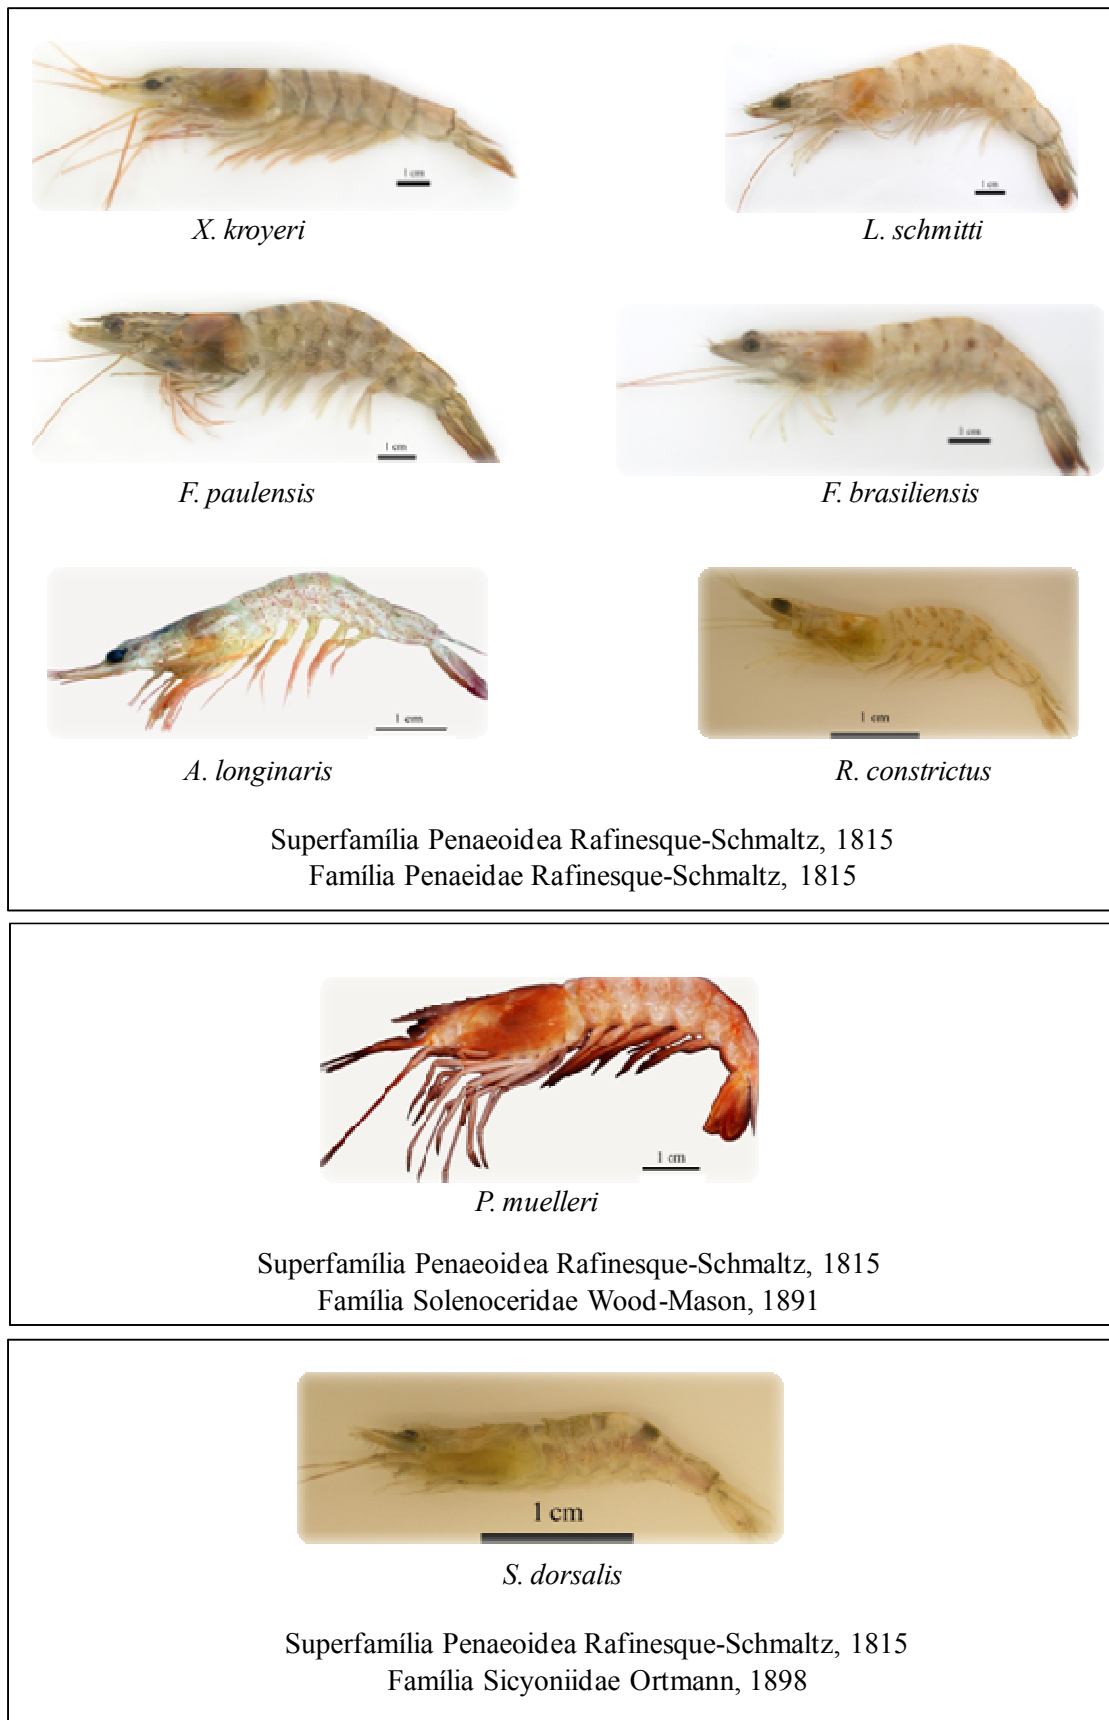 1 cm
1 cm
X. kroyeri
L. schmitti
1 cm
1 cm
F. paulensis
F. brasiliensis
1 cm
1 cm
A. longinaris
R. constrictus
Superfamília Penaeoidea Rafinesque-Schmaltz, 1815
Família Penaeidae Rafinesque-Schmaltz, 1815
1 cm
P. muelleri
Superfamília Penaeoidea Rafinesque-Schmaltz, 1815
Família Solenoceridae Wood-Mason, 1891
1 cm
S. dorsalis
Superfamília Penaeoidea Rafinesque-Schmaltz, 1815
Família Sicyoniidae Ortmann, 1898